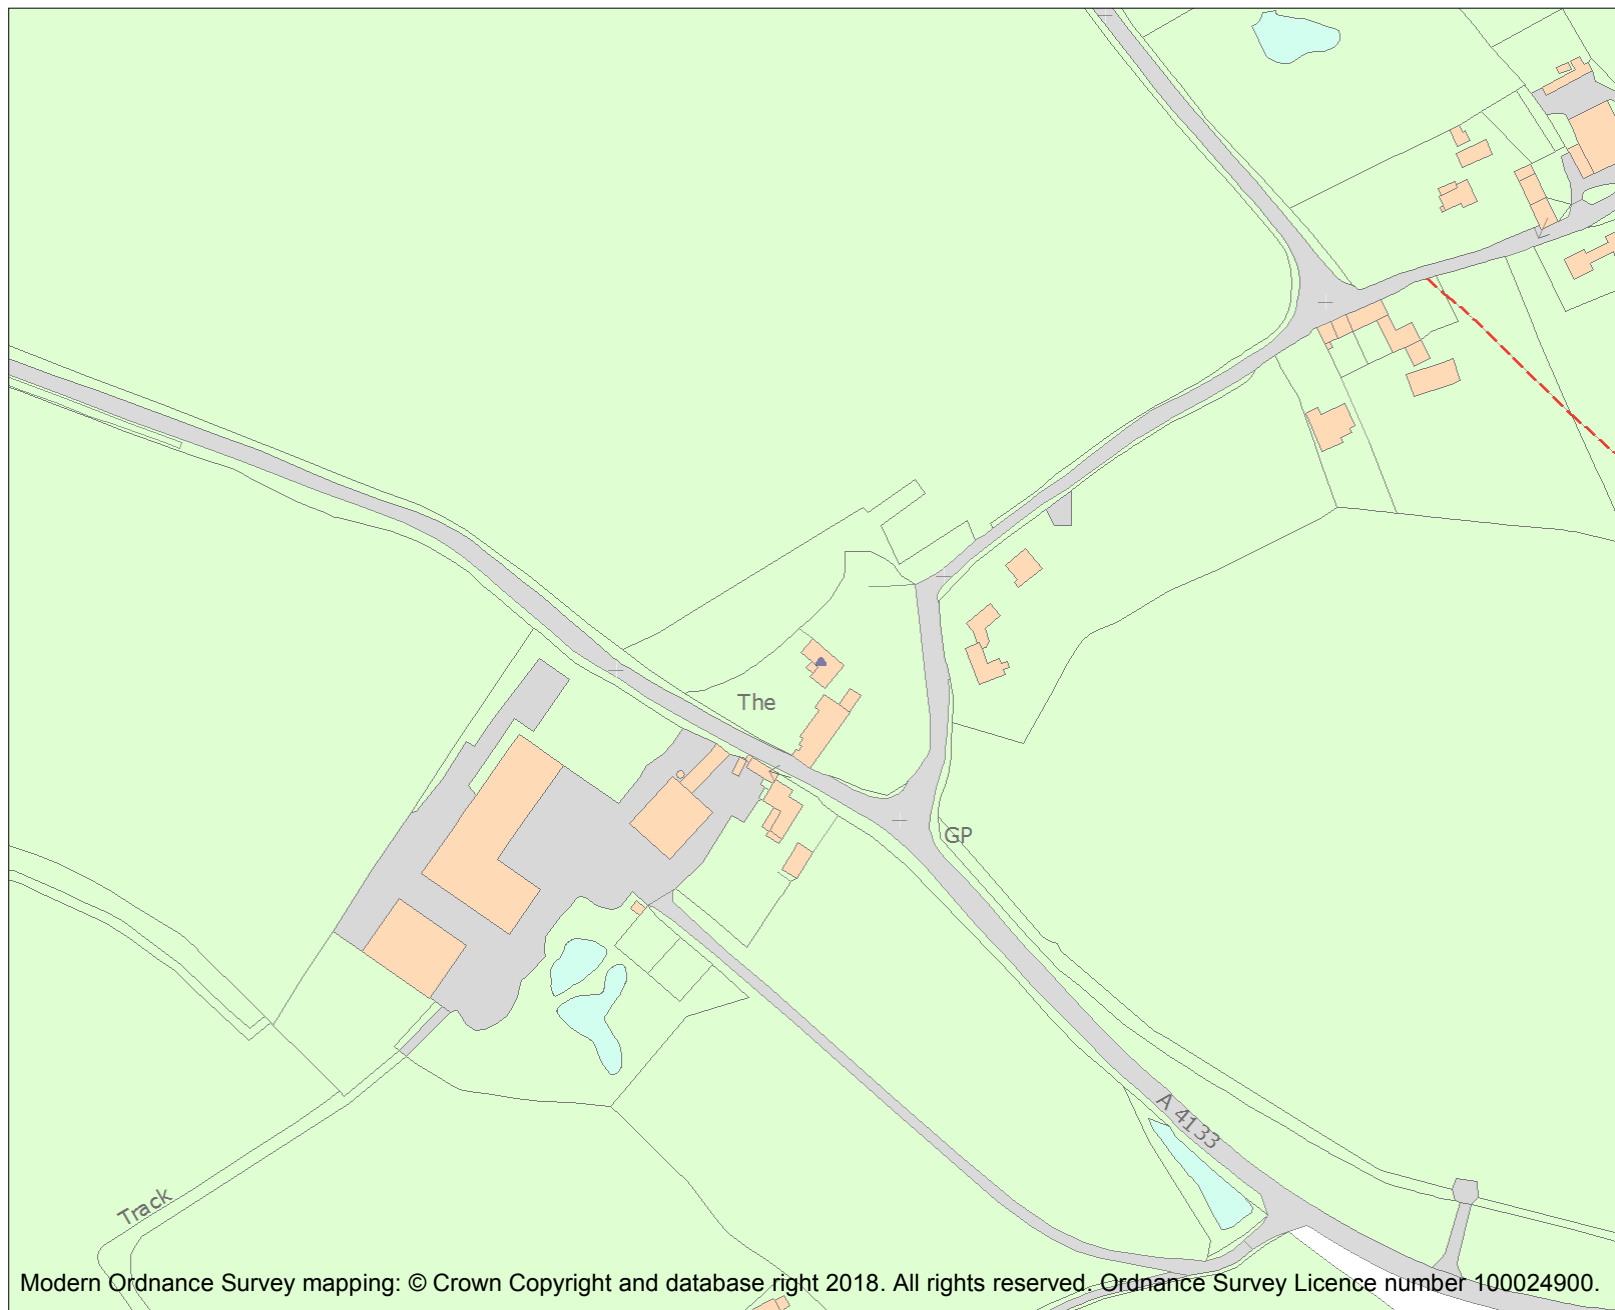 The
GP
A 4133
Track
Modern Ordnance Survey mapping: © Crown Copyright and database right 2018. All rights reserved. Ordnance Survey Licence number 100024900.